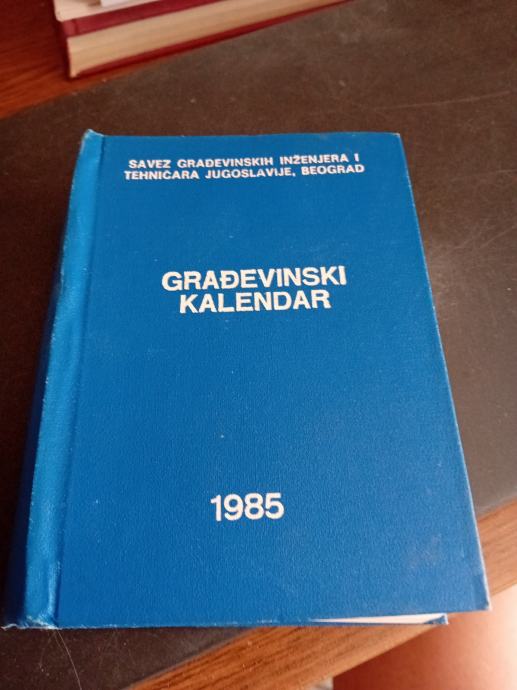 SAVEZ GRAĐEVINSKIH INŽENJERA I
TEHNIČARA JUGOSLAVIJE, BEOGRAD
GRAĐEVINSKI
KALENDAR
1985